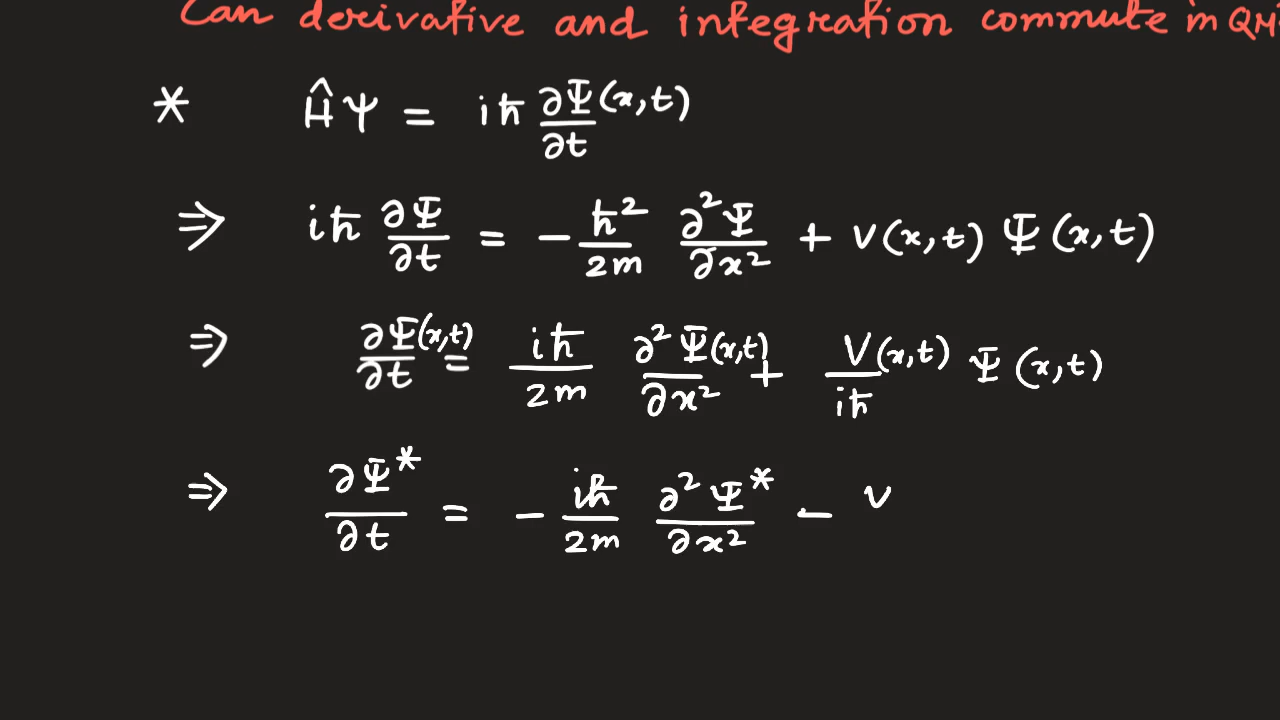 Can derivative and integration commute in QM
* ĤΨ = iħ ∂Ψ(x,t)/∂t
⇒ iħ ∂Ψ/∂t = - ħ²/2m ∂²Ψ/∂x² + V(x,t) Ψ(x,t)
⇒ ∂Ψ(x,t)/∂t = iħ/2m ∂²Ψ(x,t)/∂x² + V(x,t)/iħ Ψ(x,t)
⇒ ∂Ψ*/∂t = - iħ/2m ∂²Ψ*/∂x² - V